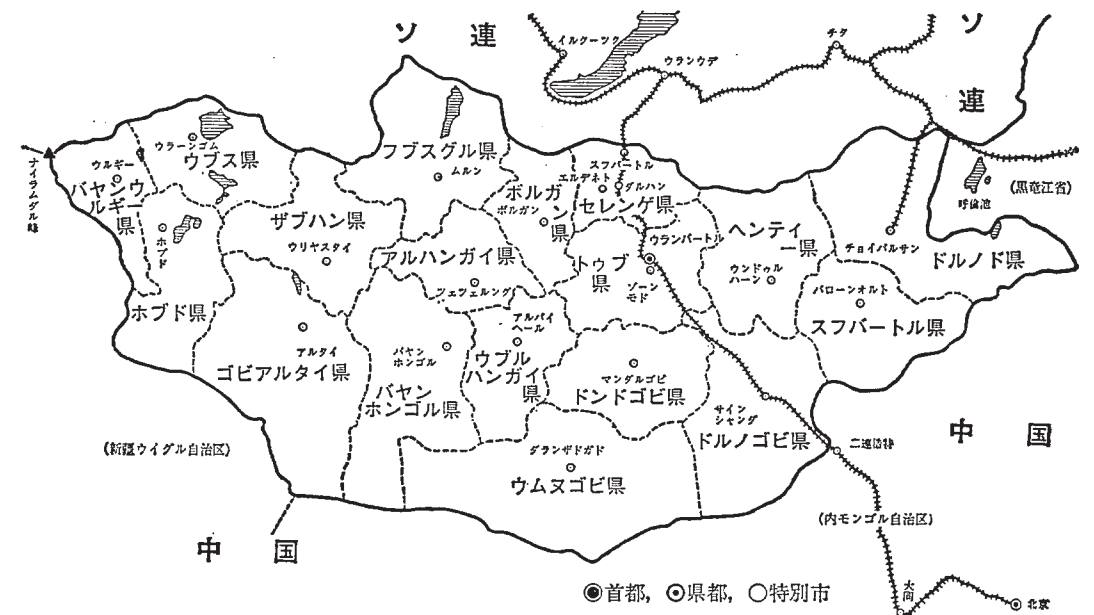 ソ連
イルクーツク
ウランウデ
チタ
ソ
連
ナイラムダル峰
ウルギー
バヤンウ
ルギー
県
ウラーンゴム
ウブス県
ホブド
ホブド県
ザブハン県
ウリヤスタイ
フブスグル県
ムルン
アルハンガイ県
ツェツェルレグ
ボルガ
ン県
ボルガン
スフバートル
エルデネト
ダルハン
セレンゲ県
ウランバートル
トゥブ
県
ゾーン
モド
ヘンティ
ー県
ウンドゥル
ハーン
チョイバルサン
ドルノド県
呼倫池
(黒竜江省)
バローンオルト
スフバートル県
アルタイ
ゴビアルタイ県
バヤン
ホンゴル
バヤン
ホンゴル県
アルバイ
ヘール
ウブル
ハンガイ
県
マンダルゴビ
ドンドゴビ県
サイン
シャンダ
ドルノゴビ県
ダランザドガド
ウムヌゴビ県
(新疆ウイグル自治区)
中国
中国
二連浩特
(内モンゴル自治区)
大同
北京
◉首都, ⊙県都, ○特別市